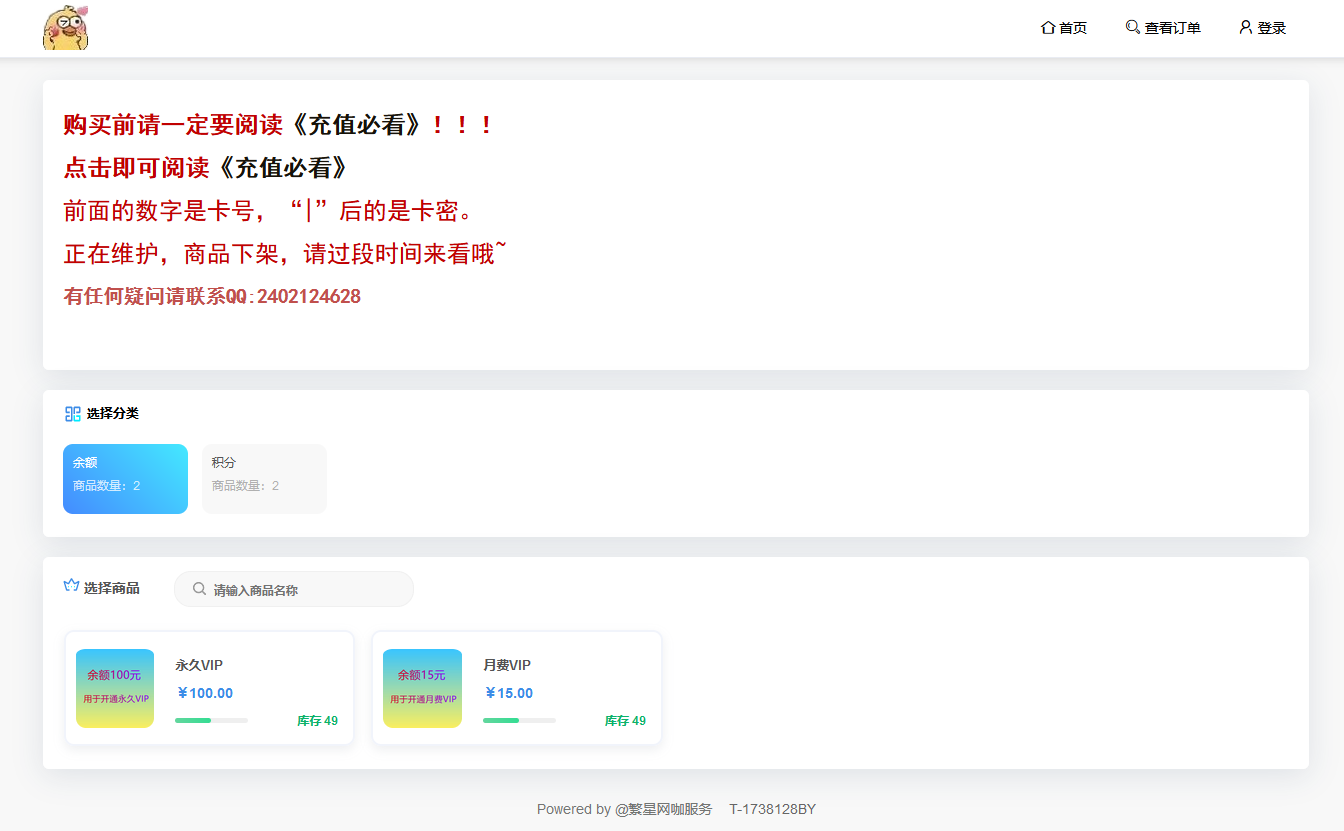 首页
查看订单
登录
购买前请一定要阅读《充值必看》！！！
点击即可阅读《充值必看》
前面的数字是卡号，“|”后的是卡密。
正在维护，商品下架，请过段时间来看哦~
有任何疑问请联系QQ:2402124628
选择分类
余额
商品数量：2
积分
商品数量：2
选择商品
请输入商品名称
余额100元
用于开通永久VIP
永久VIP
￥100.00
库存 49
余额15元
用于开通月费VIP
月费VIP
￥15.00
库存 49
Powered by @繁星网咖服务 T-1738128BY